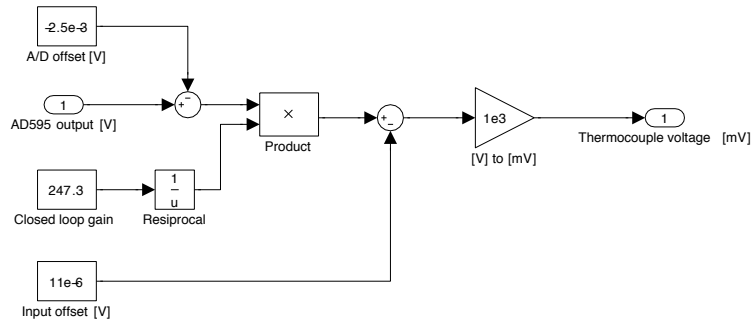 -2.5e-3
A/D offset [V]
1
AD595 output [V]
×
Product
1e3
[V] to [mV]
1
Thermocouple voltage [mV]
247.3
Closed loop gain
1
u
Resiprocal
11e-6
Input offset [V]